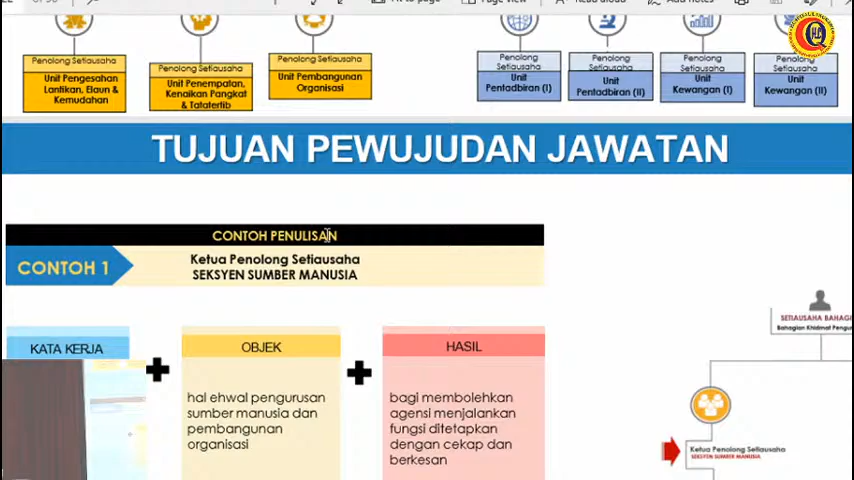 Penolong Setiausaha
Unit Pengesahan
Lantikan, Elaun &
Kemudahan
Penolong Setiausaha
Unit Penempatan,
Kenaikan Pangkat
& Tatatertib
Penolong Setiausaha
Unit Pembangunan
Organisasi
Penolong
Setiausaha
Unit
Pentadbiran (I)
Penolong
Setiausaha
Unit
Pentadbiran (II)
Penolong
Setiausaha
Unit
Kewangan (I)
Penolong
Setiausaha
Unit
Kewangan (II)
TUJUAN PEWUJUDAN JAWATAN
CONTOH PENULISAN
CONTOH 1
Ketua Penolong Setiausaha
SEKSYEN SUMBER MANUSIA
KATA KERJA
OBJEK
hal ehwal pengurusan
sumber manusia dan
pembangunan
organisasi
HASIL
bagi membolehkan
agensi menjalankan
fungsi ditetapkan
dengan cekap dan
berkesan
SETIAUSAHA BAHAGI
Bahagian Khidmat Pengu
Ketua Penolong Setiausaha
SEKSYEN SUMBER MANUSIA